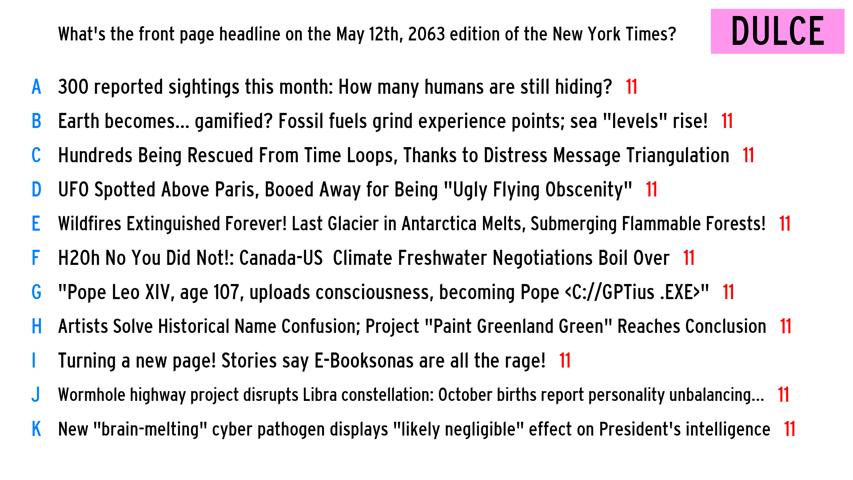 What's the front page headline on the May 12th, 2063 edition of the New York Times? DULCE
A 300 reported sightings this month: How many humans are still hiding? 11
B Earth becomes... gamified? Fossil fuels grind experience points; sea "levels" rise! 11
C Hundreds Being Rescued From Time Loops, Thanks to Distress Message Triangulation 11
D UFO Spotted Above Paris, Booed Away for Being "Ugly Flying Obscenity" 11
E Wildfires Extinguished Forever! Last Glacier in Antarctica Melts, Submerging Flammable Forests! 11
F H20h No You Did Not!: Canada-US Climate Freshwater Negotiations Boil Over 11
G "Pope Leo XIV, age 107, uploads consciousness, becoming Pope <C://GPTius .EXE>" 11
H Artists Solve Historical Name Confusion; Project "Paint Greenland Green" Reaches Conclusion 11
I Turning a new page! Stories say E-Booksonas are all the rage! 11
J Wormhole highway project disrupts Libra constellation: October births report personality unbalancing... 11
K New "brain-melting" cyber pathogen displays "likely negligible" effect on President's intelligence 11